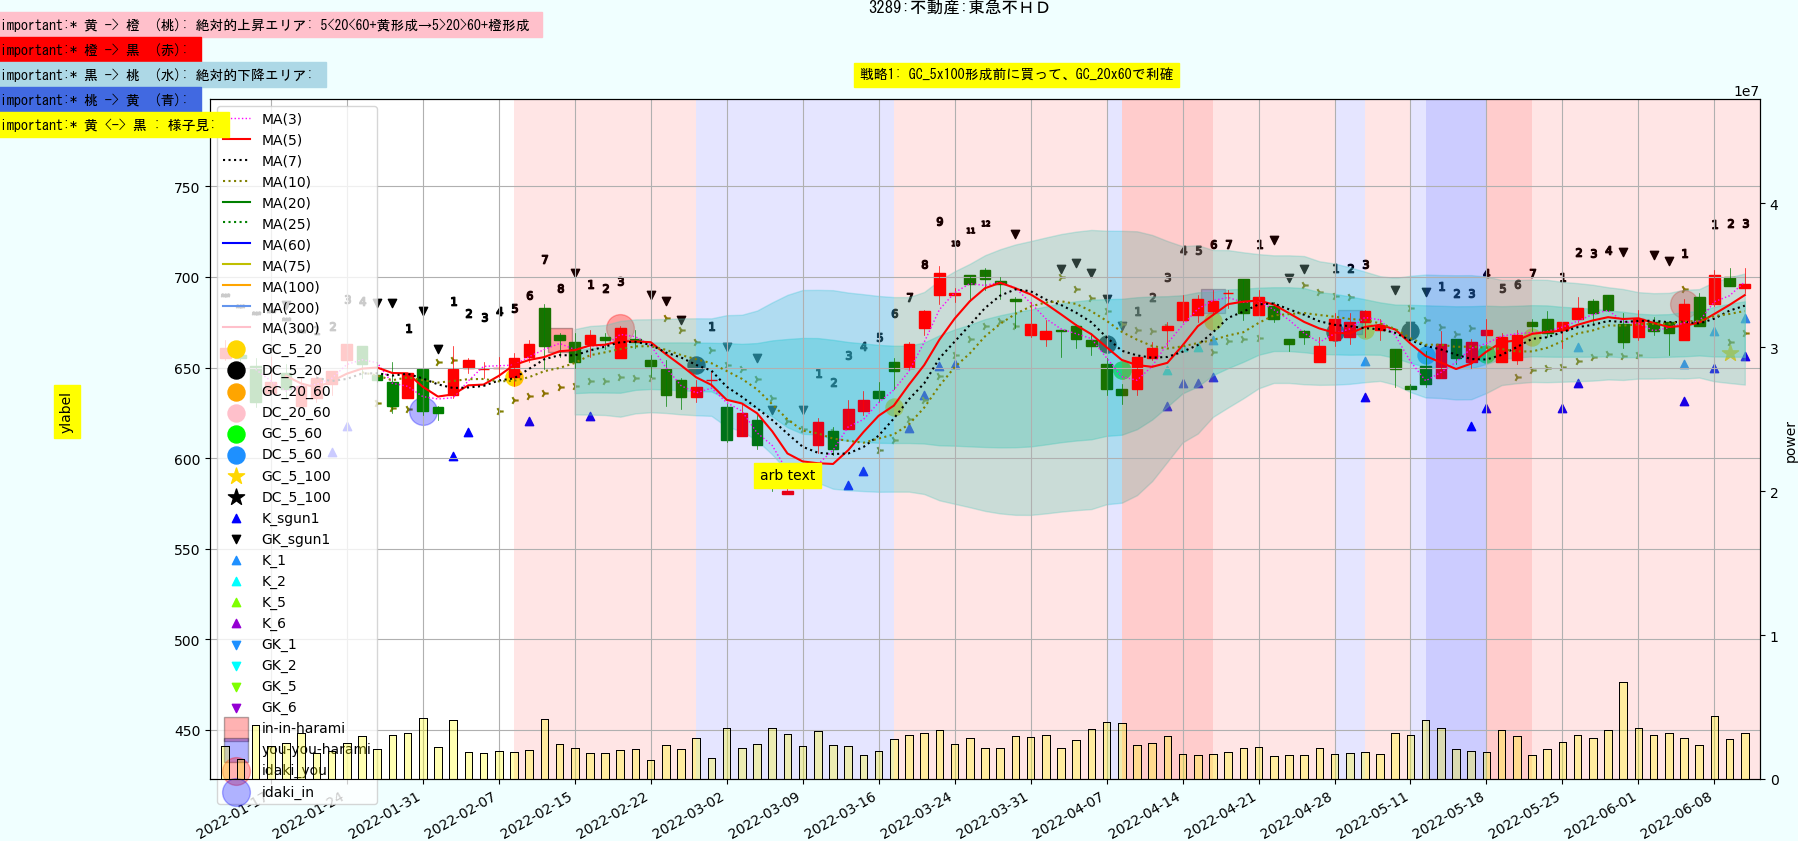 3289:不動産:東急不ＨＤ
important:* 黄 -> 橙 （桃）: 絶対的上昇エリア: 5<20<60+黄形成→5>20>60+橙形成
important:* 橙 -> 黒 （赤）:
important:* 黒 -> 桃 （水）: 絶対的下降エリア:
戦略1: GC_5x100形成前に買って、GC_20x60で利確
important:* 桃 -> 黄 （青）:
1e7
important:* 黄 <-> 黒 : 様子見:
MA(3)
MA(5)
MA(7)
MA(10)
MA(20)
MA(25)
MA(60)
MA(75)
MA(100)
MA(200)
MA(300)
GC_5_20
DC_5_20
GC_20_60
DC_20_60
GC_5_60
DC_5_60
GC_5_100
DC_5_100
K_sgun1
GK_sgun1
K_1
K_2
K_5
K_6
GK_1
GK_2
GK_5
GK_6
in-in-harami
you-you-harami
idaki_you
idaki_in
750
700
650
600
550
500
450
ylabel
arb text
4
3
2
1
0
power
2022-01-24
2022-01-31
2022-02-07
2022-02-15
2022-02-22
2022-03-02
2022-03-09
2022-03-16
2022-03-24
2022-03-31
2022-04-07
2022-04-14
2022-04-21
2022-04-28
2022-05-11
2022-05-18
2022-05-25
2022-06-01
2022-06-08